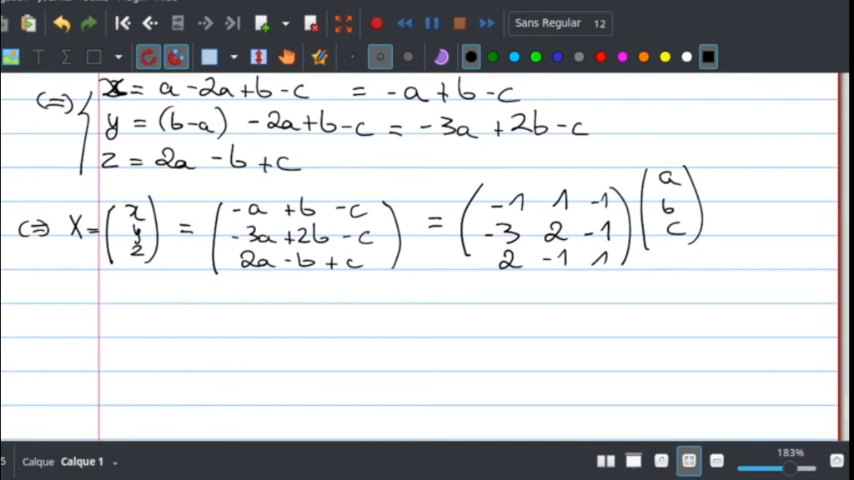 Sans Regular 12
x = a - 2a + b - c = -a + b - c
(=) y = (b-a) - 2a + b - c = -3a + 2b - c
z = 2a - b + c
(=) X = (x y z) = (-a +b -c -3a +2b -c 2a -b +c) = (-1 1 -1 -3 2 -1 2 -1 1) (a b c)
5 Calque Calque 1 183%